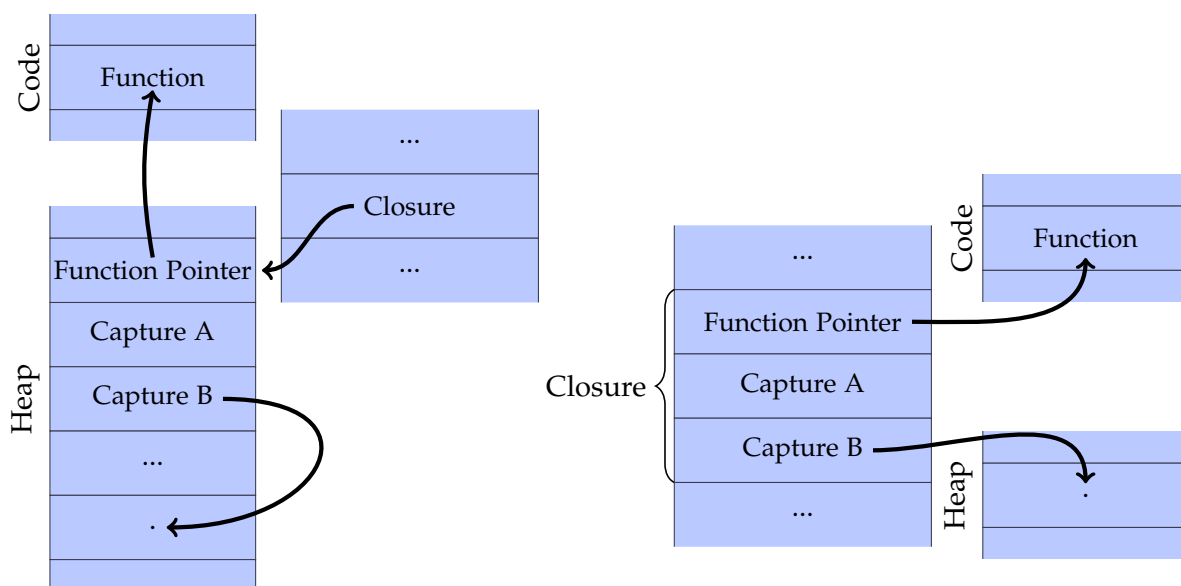 Code
Function
...
Closure
...
Heap
Function Pointer
Capture A
Capture B
...
.
...
Closure
Function Pointer
Capture A
Capture B
...
Code
Function
Heap
.